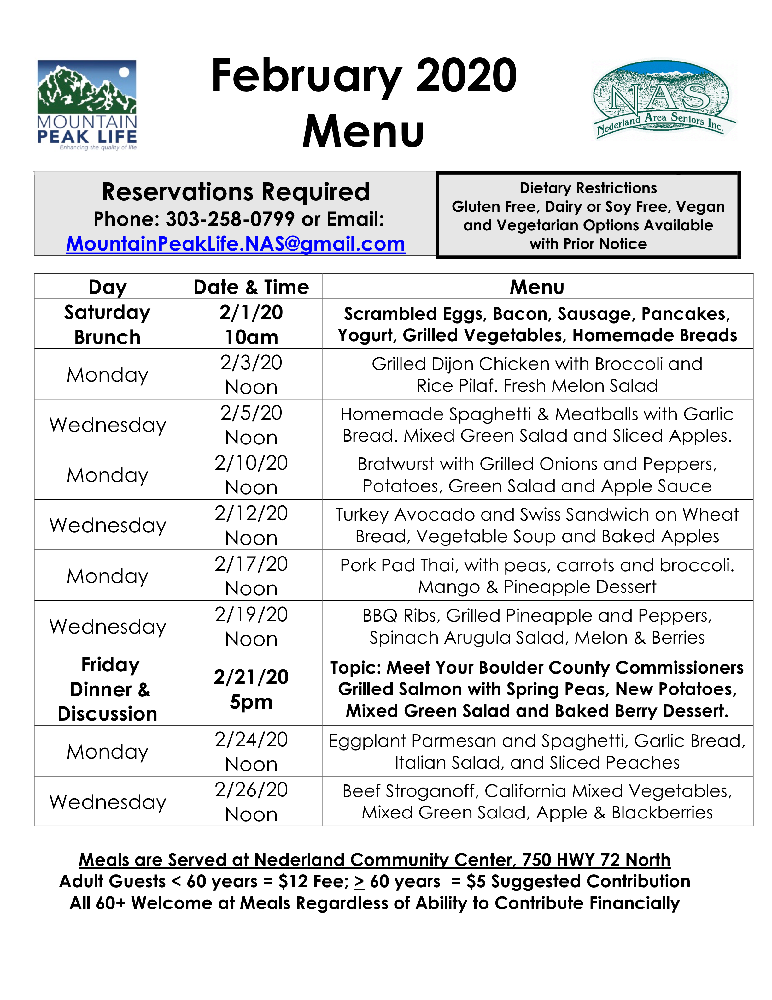 February 2020
Menu
MOUNTAIN
PEAK LIFE
Enhancing the quality of life
NAS
Nederland Area Seniors Inc.
Reservations Required
Phone: 303-258-0799 or Email:
MountainPeakLife.NAS@gmail.com
Dietary Restrictions
Gluten Free, Dairy or Soy Free, Vegan
and Vegetarian Options Available
with Prior Notice
Day
Date & Time
Menu
Saturday
Brunch
2/1/20
10am
Scrambled Eggs, Bacon, Sausage, Pancakes,
Yogurt, Grilled Vegetables, Homemade Breads
Monday
2/3/20
Noon
Grilled Dijon Chicken with Broccoli and
Rice Pilaf. Fresh Melon Salad
Wednesday
2/5/20
Noon
Homemade Spaghetti & Meatballs with Garlic
Bread. Mixed Green Salad and Sliced Apples.
Monday
2/10/20
Noon
Bratwurst with Grilled Onions and Peppers,
Potatoes, Green Salad and Apple Sauce
Wednesday
2/12/20
Noon
Turkey Avocado and Swiss Sandwich on Wheat
Bread, Vegetable Soup and Baked Apples
Monday
2/17/20
Noon
Pork Pad Thai, with peas, carrots and broccoli.
Mango & Pineapple Dessert
Wednesday
2/19/20
Noon
BBQ Ribs, Grilled Pineapple and Peppers,
Spinach Arugula Salad, Melon & Berries
Friday
Dinner &
Discussion
2/21/20
5pm
Topic: Meet Your Boulder County Commissioners
Grilled Salmon with Spring Peas, New Potatoes,
Mixed Green Salad and Baked Berry Dessert.
Monday
2/24/20
Noon
Eggplant Parmesan and Spaghetti, Garlic Bread,
Italian Salad, and Sliced Peaches
Wednesday
2/26/20
Noon
Beef Stroganoff, California Mixed Vegetables,
Mixed Green Salad, Apple & Blackberries
Meals are Served at Nederland Community Center, 750 HWY 72 North
Adult Guests < 60 years = $12 Fee; > 60 years = $5 Suggested Contribution
All 60+ Welcome at Meals Regardless of Ability to Contribute Financially